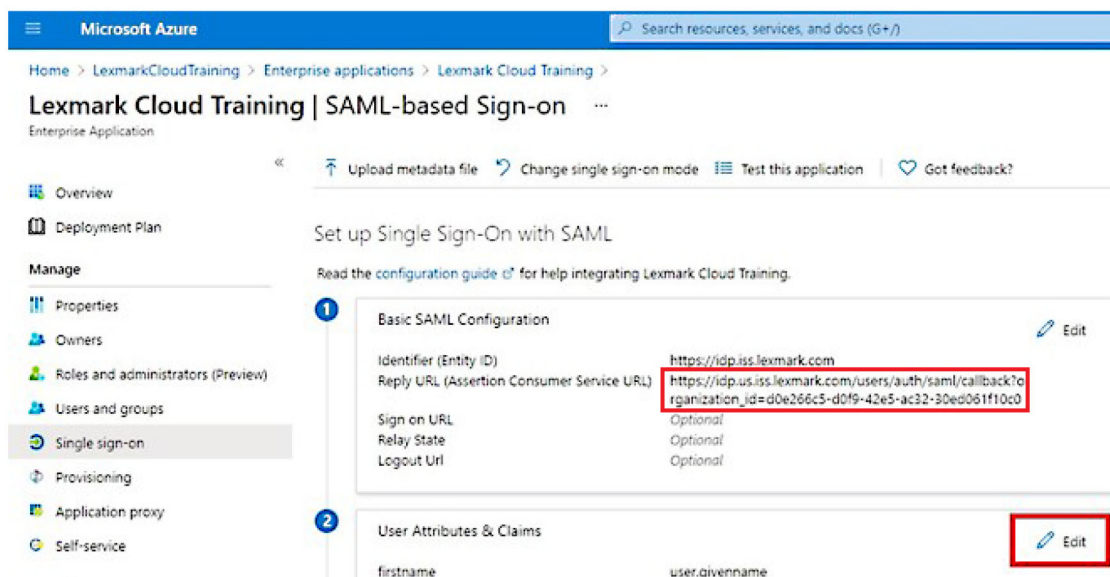 Microsoft Azure
Search resources, services, and docs (G+/)
Home > LexmarkCloudTraining > Enterprise applications > Lexmark Cloud Training >
Lexmark Cloud Training | SAML-based Sign-on ...
Enterprise Application
«
Upload metadata file Change single sign-on mode Test this application Got feedback?
Overview
Deployment Plan
Manage
Properties
Owners
Roles and administrators (Preview)
Users and groups
Single sign-on
Provisioning
Application proxy
Self-service
Set up Single Sign-On with SAML
Read the configuration guide for help integrating Lexmark Cloud Training.
1
Basic SAML Configuration
Edit
Identifier (Entity ID) https://idp.iss.lexmark.com
Reply URL (Assertion Consumer Service URL) https://idp.us.iss.lexmark.com/users/auth/saml/callback?o
rganization_id=d0e266c5-d0f9-42e5-ac32-30ed061f10c0
Sign on URL Optional
Relay State Optional
Logout Url Optional
2
User Attributes & Claims
Edit
firstname user.givenname